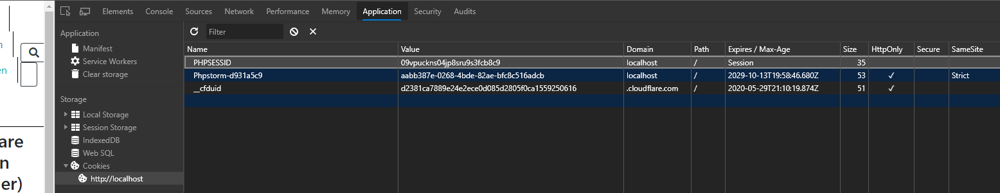 Elements Console Sources Network Performance Memory Application Security Audits
Application
Manifest
Service Workers
Clear storage
Storage
Local Storage
Session Storage
IndexedDB
Web SQL
Cookies
http://localhost
Filter
Name Value Domain Path Expires / Max-Age Size HttpOnly Secure SameSite
PHPSESSID 09vpuckns04jp8sru9s3fcb8c9 localhost / Session 35
Phpstorm-d931a5c9 aabb387e-0268-4bde-82ae-bfc8c516adcb localhost / 2029-10-13T19:58:46.680Z 53 ✓ Strict
__cfduid d2381ca7889e24e2ece0d085d2805f0ca1559250616 .cloudflare.com / 2020-05-29T21:10:19.874Z 51 ✓
n
en
are
n
er)